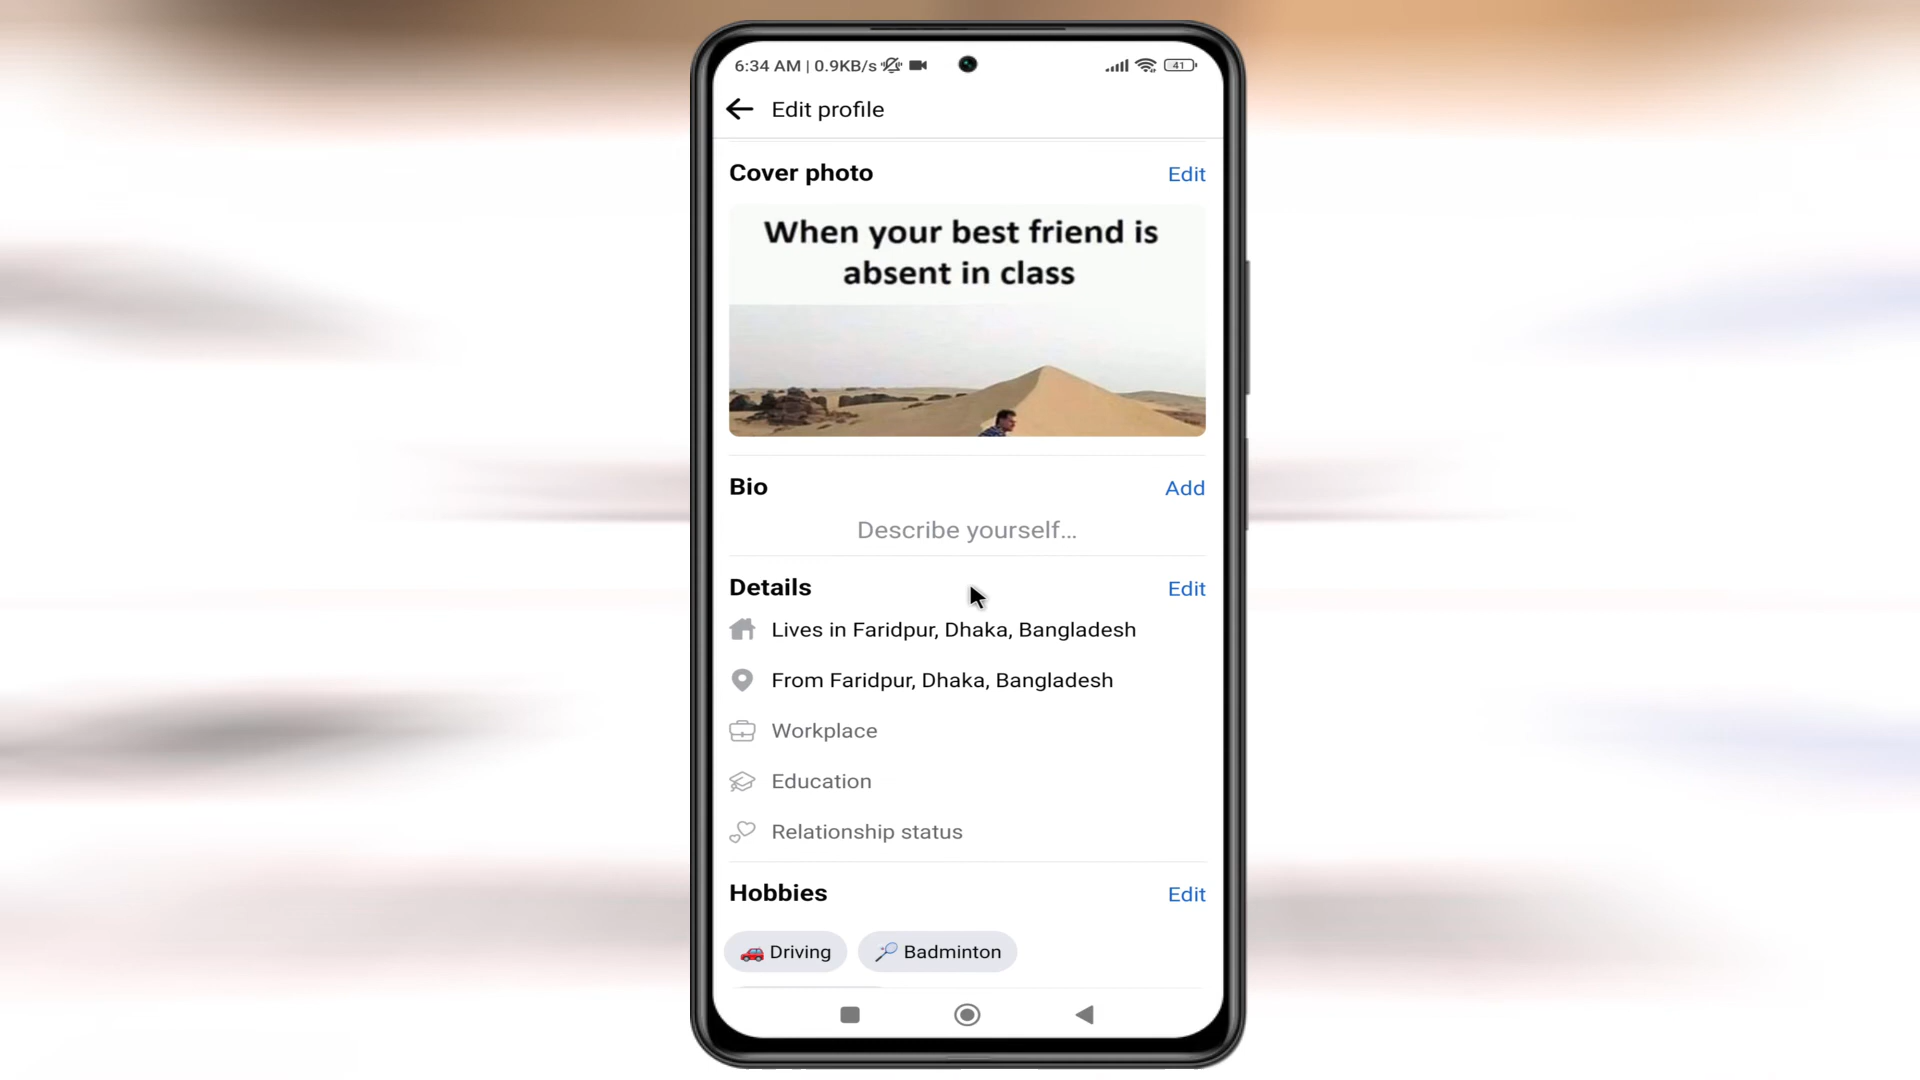 6:34 AM | 0.9KB/s
41
Edit profile
Cover photo
Edit
When your best friend is
absent in class
Bio
Add
Describe yourself...
Details
Edit
Lives in Faridpur, Dhaka, Bangladesh
From Faridpur, Dhaka, Bangladesh
Workplace
Education
Relationship status
Hobbies
Edit
Driving
Badminton